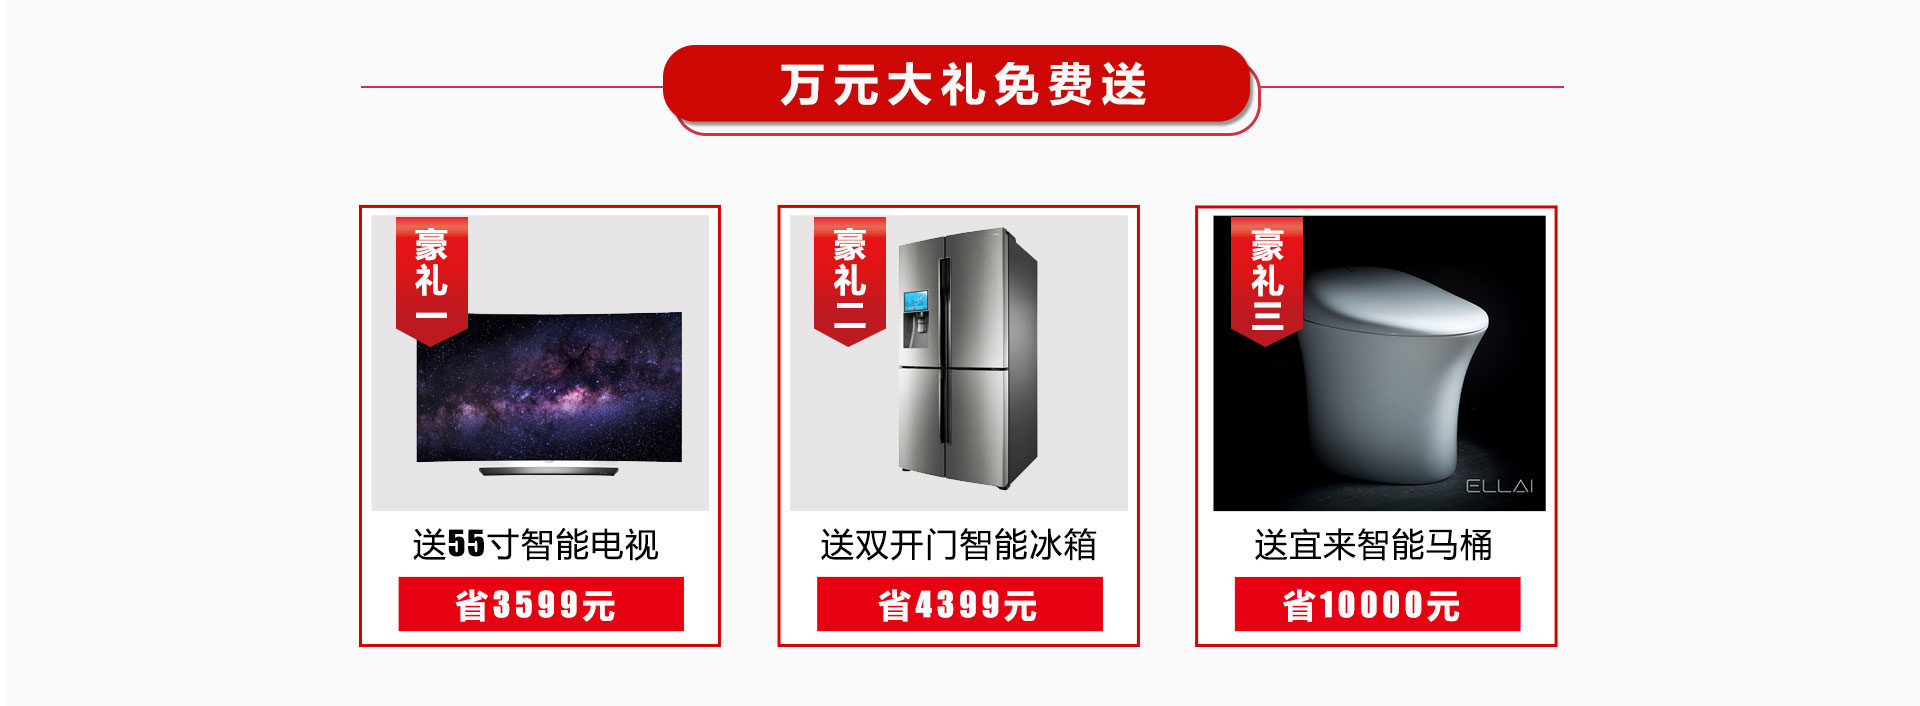 万元大礼免费送
豪礼一
送55寸智能电视
省3599元
豪礼二
送双开门智能冰箱
省4399元
豪礼三
ELLAI
送宜来智能马桶
省10000元